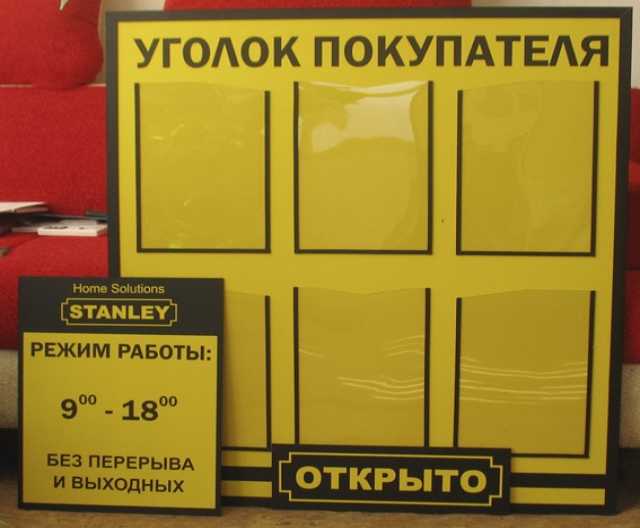 УГОЛОК ПОКУПАТЕЛЯ
Home Solutions
STANLEY
РЕЖИМ РАБОТЫ:
9⁰⁰ - 18⁰⁰
БЕЗ ПЕРЕРЫВА
И ВЫХОДНЫХ
ОТКРЫТО